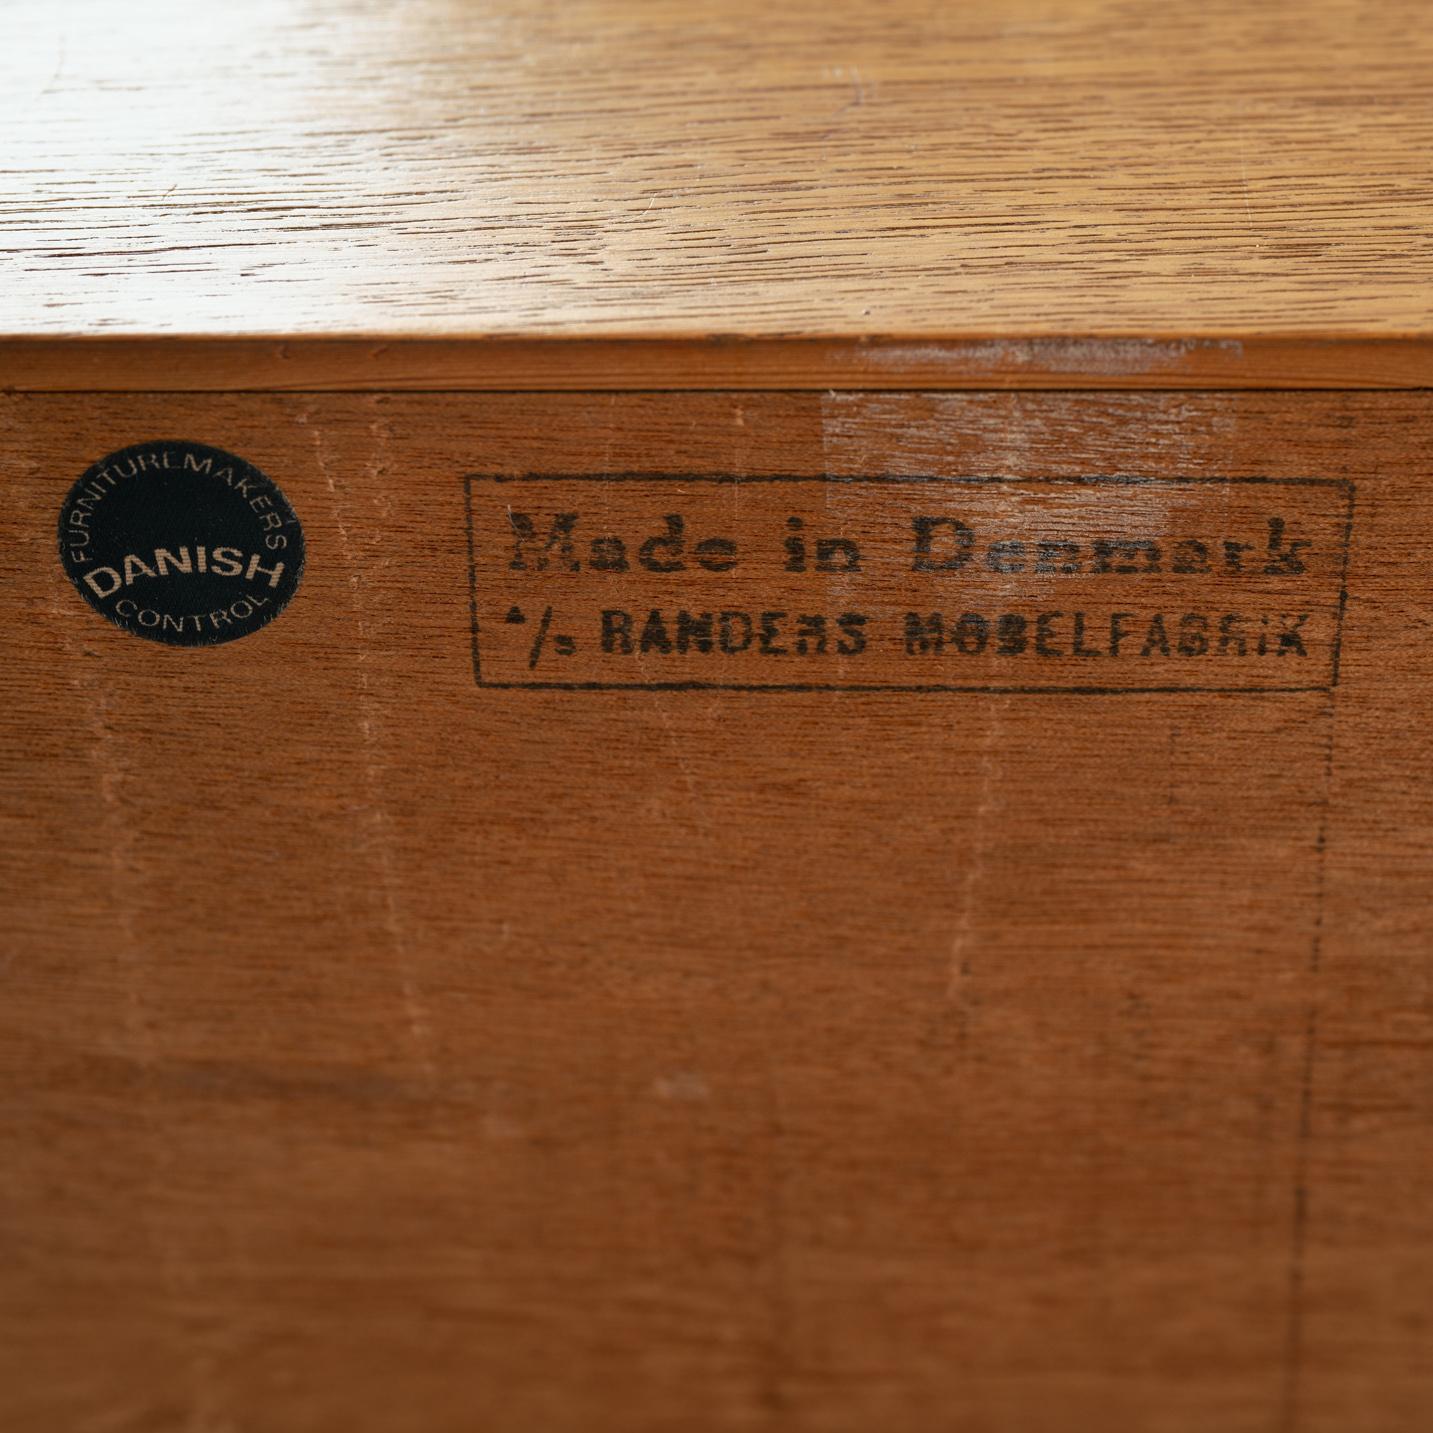 FURNITUREMAKERS
DANISH
CONTROL
Made in Denmark
A/S RANDERS MØBELFABRIK